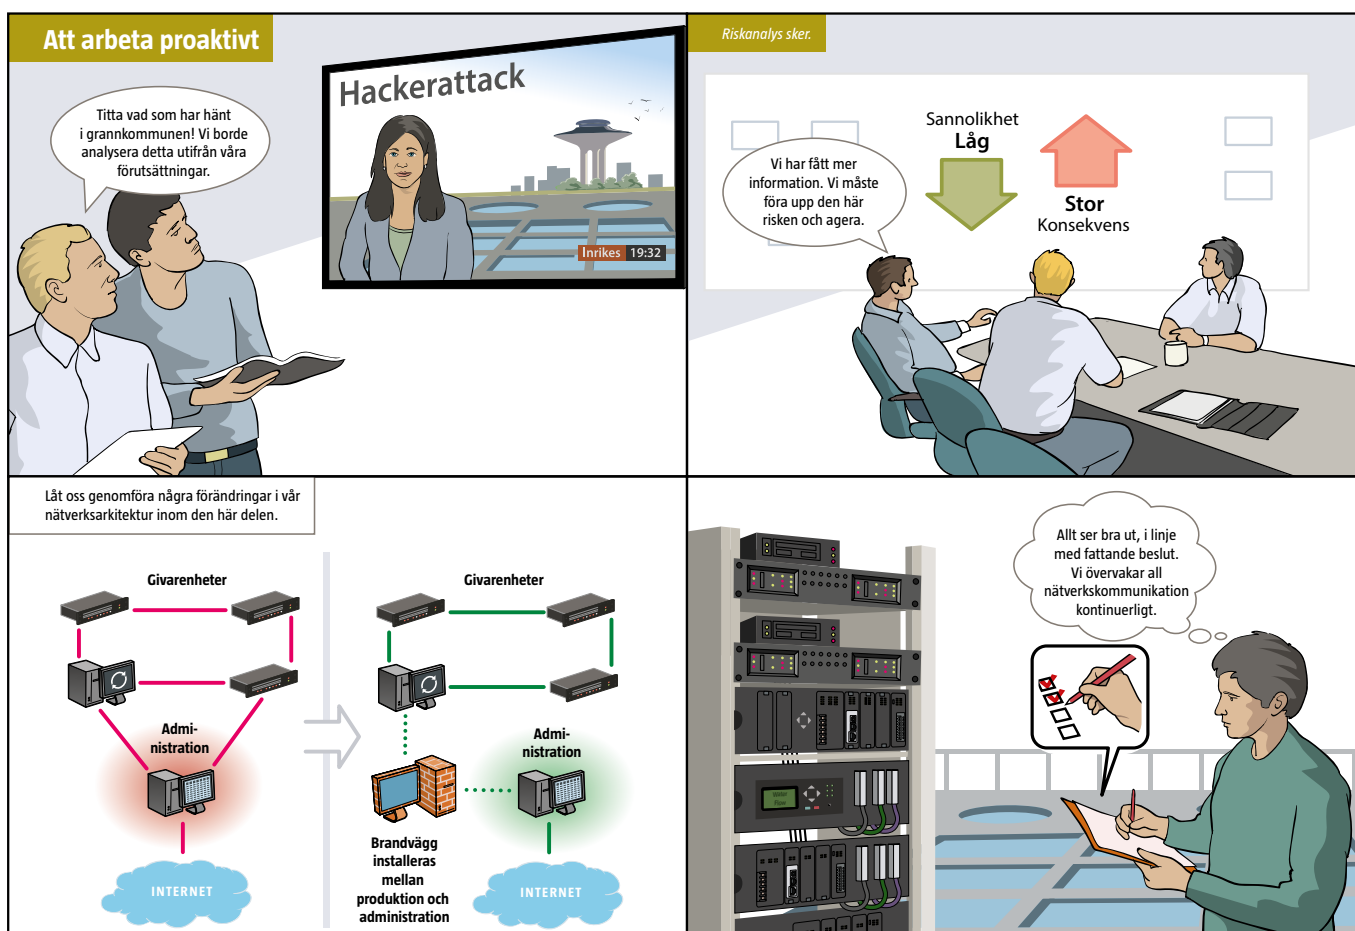 Att arbeta proaktivt
Titta vad som har hänt
i grannkommunen! Vi borde
analysera detta utifrån våra
förutsättningar.
Hackerattack
Inrikes 19:32
Riskanalys sker.
Vi har fått mer
information. Vi måste
föra upp den här
risken och agera.
Sannolikhet
Låg
Stor
Konsekvens
Låt oss genomföra några förändringar i vår
nätverksarkitektur inom den här delen.
Givarenheter
Admi-
nistration
INTERNET
Givarenheter
Admi-
nistration
Brandvägg
installeras
mellan
produktion och
administration
INTERNET
Allt ser bra ut, i linje
med fattande beslut.
Vi övervakar all
nätverkskommunikation
kontinuerligt.
Water
Flow